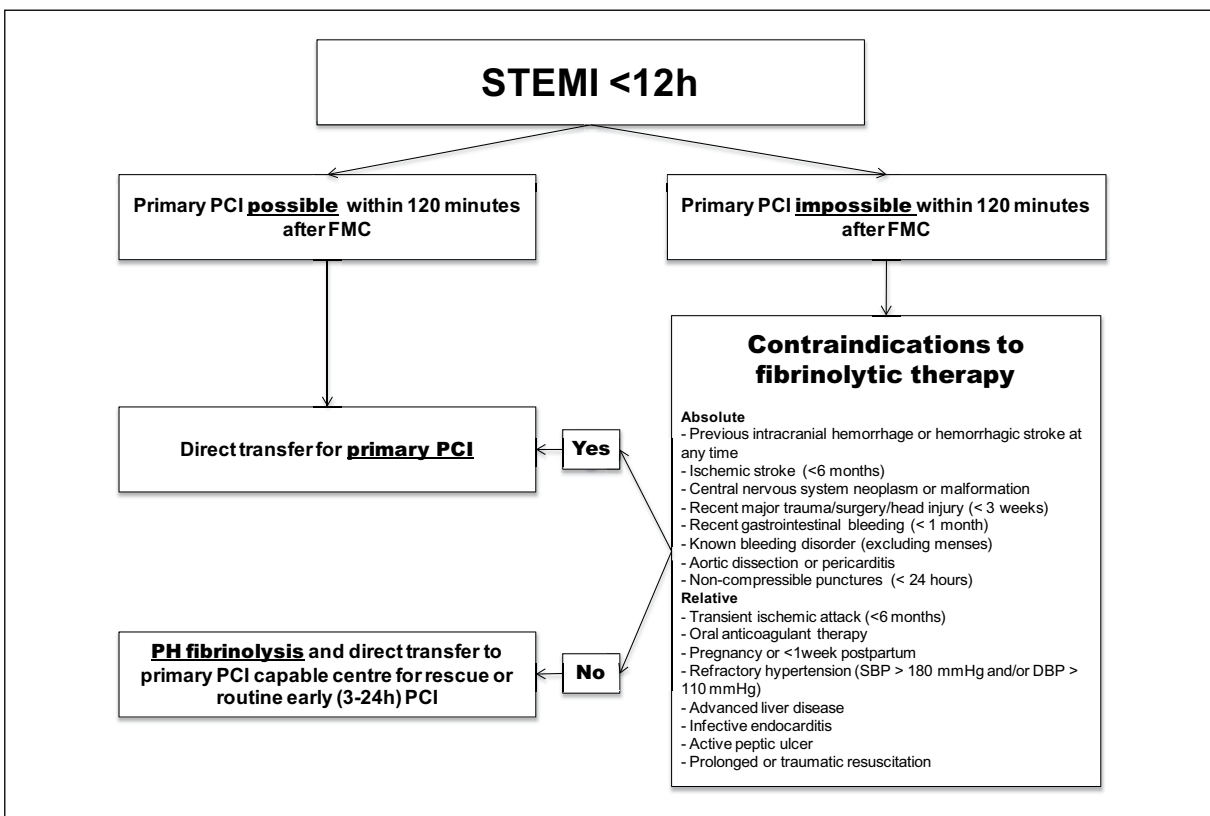 STEMI <12h
Primary PCI possible within 120 minutes
after FMC
Primary PCI impossible within 120 minutes
after FMC
Contraindications to
fibrinolytic therapy
Absolute
- Previous intracranial hemorrhage or hemorrhagic stroke at
any time
- Ischemic stroke (<6 months)
- Central nervous system neoplasm or malformation
- Recent major trauma/surgery/head injury (< 3 weeks)
- Recent gastrointestinal bleeding (< 1 month)
- Known bleeding disorder (excluding menses)
- Aortic dissection or pericarditis
- Non-compressible punctures (< 24 hours)
Relative
- Transient ischemic attack (<6 months)
- Oral anticoagulant therapy
- Pregnancy or <1week postpartum
- Refractory hypertension (SBP > 180 mmHg and/or DBP >
110 mmHg)
- Advanced liver disease
- Infective endocarditis
- Active peptic ulcer
- Prolonged or traumatic resuscitation
Direct transfer for primary PCI
Yes
PH fibrinolysis and direct transfer to
primary PCI capable centre for rescue or
routine early (3-24h) PCI
No